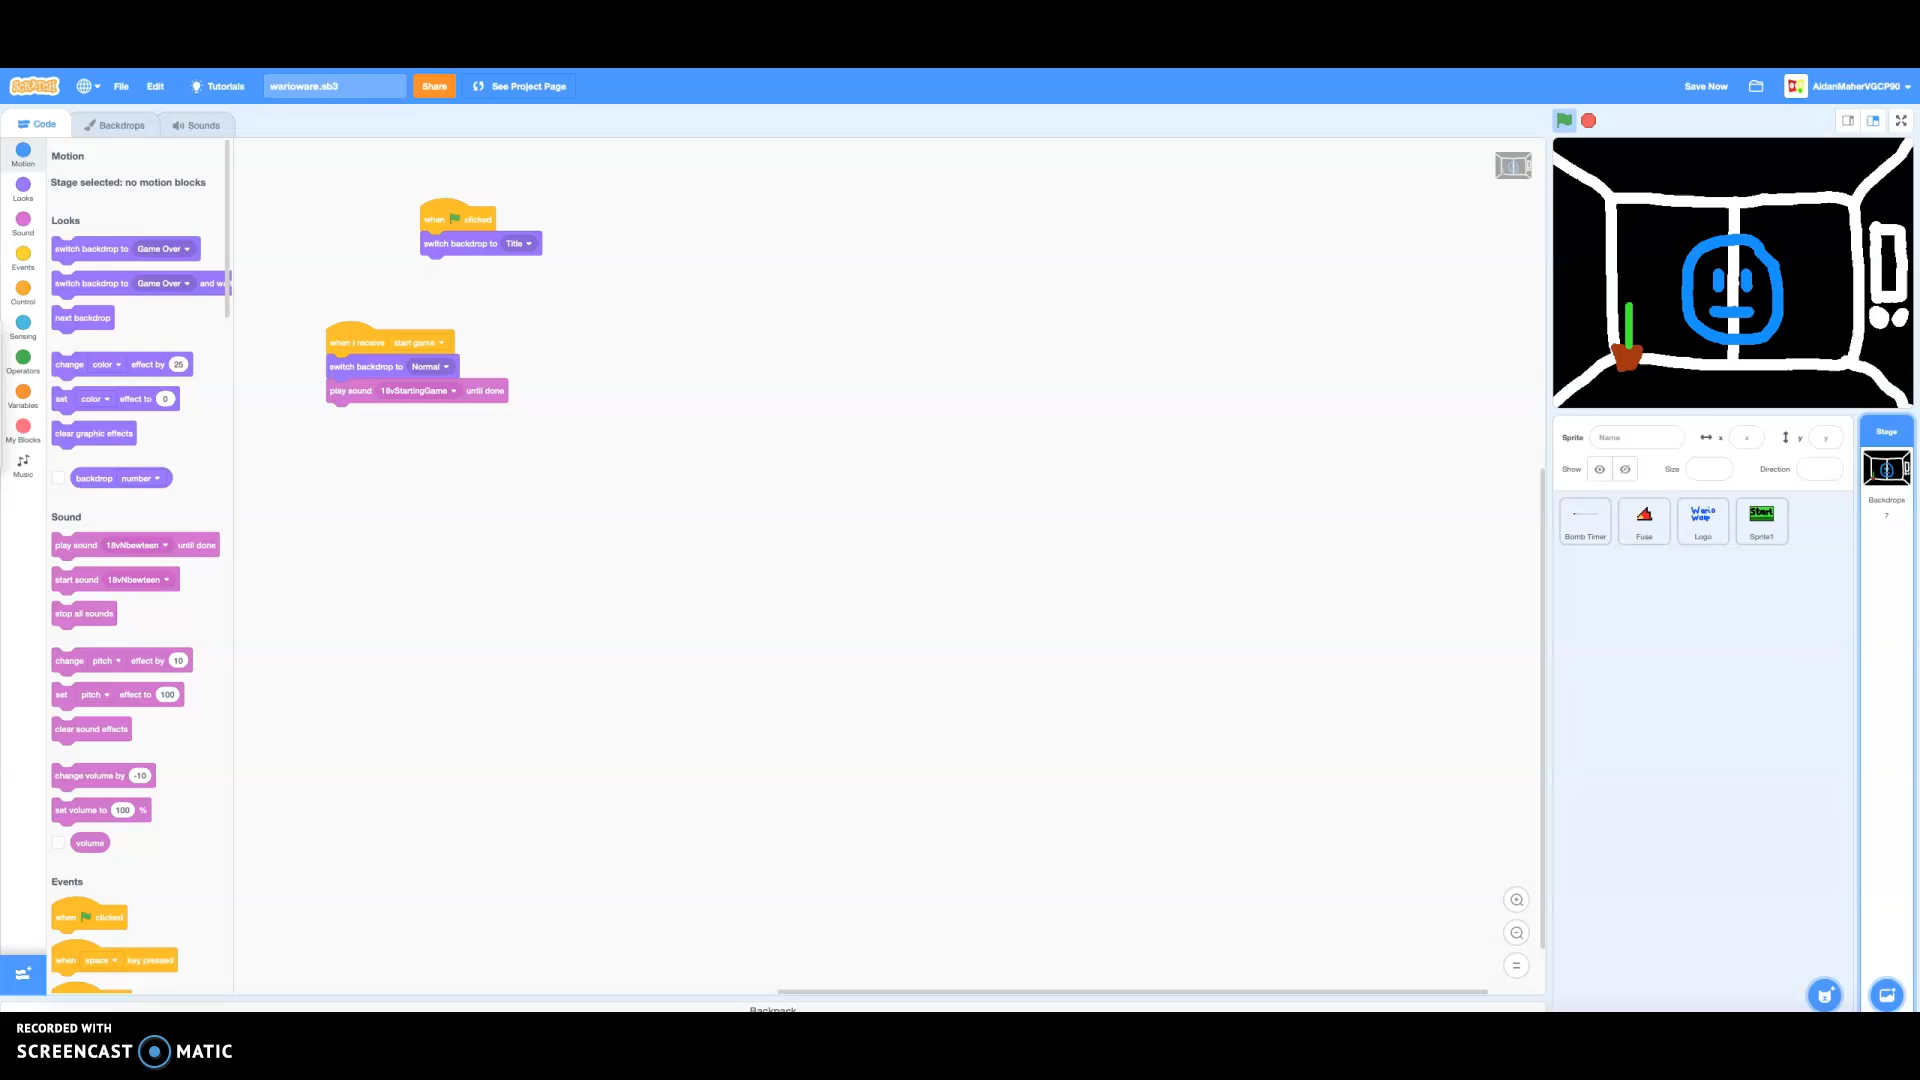 SCRATCH File Edit Tutorials warioware.sb3 Share See Project Page Save Now AidanMaherVGCP90
Code Backdrops Sounds
Motion
Looks
Sound
Events
Control
Sensing
Operators
Variables
My Blocks
Music
Motion
Stage selected: no motion blocks
Looks
switch backdrop to Game Over
switch backdrop to Game Over and wa
next backdrop
change color effect by 25
set color effect to 0
clear graphic effects
backdrop number
Sound
play sound 18vNbewteen until done
start sound 18vNbewteen
stop all sounds
change pitch effect by 10
set pitch effect to 100
clear sound effects
change volume by -10
set volume to 100 %
volume
Events
when clicked
when space key pressed
when clicked
switch backdrop to Title
when I receive start game
switch backdrop to Normal
play sound 18vStartingGame until done
Sprite Name x x y y
Show Size Direction
Bomb Timer
Fuse
Wario
Ware
Logo
Start
Sprite1
Stage
Backdrops
7
Backpack
RECORDED WITH
SCREENCAST MATIC